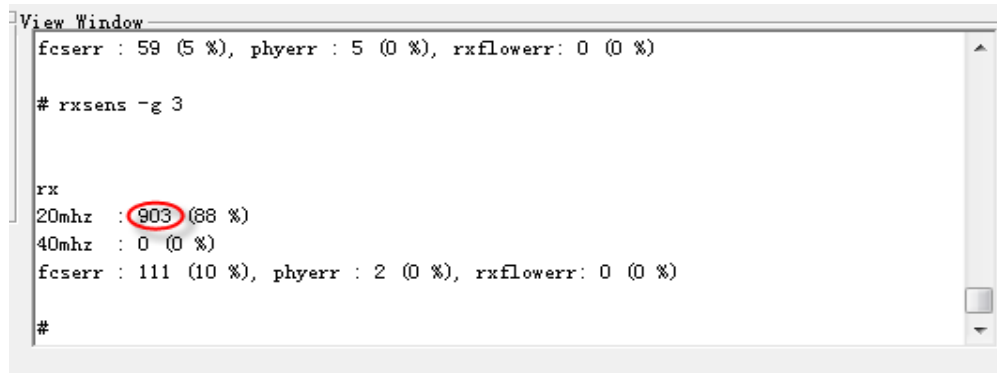 View Window
fcserr : 59 (5 %), phyerr : 5 (0 %), rxflowerr: 0 (0 %)
# rxsens -g 3
rx
20mhz : 903 (88 %)
40mhz : 0 (0 %)
fcserr : 111 (10 %), phyerr : 2 (0 %), rxflowerr: 0 (0 %)
#